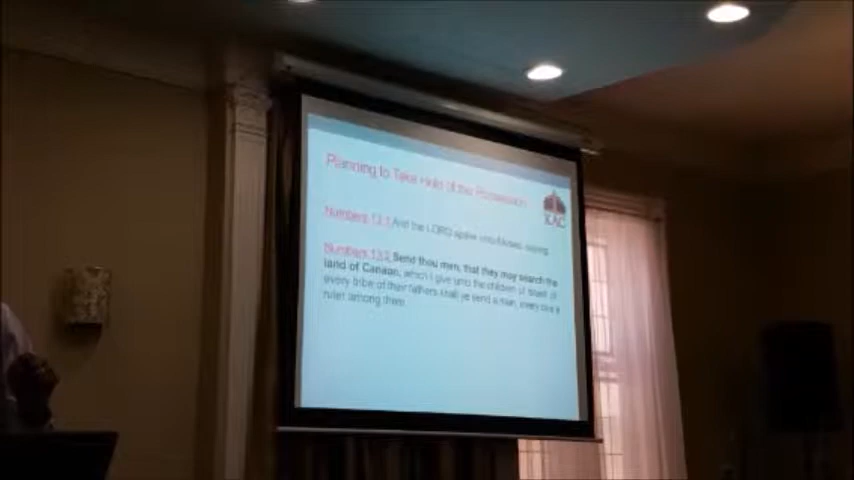 Planning to Take Hold of the Possession
KAC
Numbers 13:1 And the LORD spake unto Moses, saying,
Numbers 13:2 Send thou men, that they may search the
land of Canaan, which I give unto the children of Israel: of
every tribe of their fathers shall ye send a man, every one a
ruler among them.